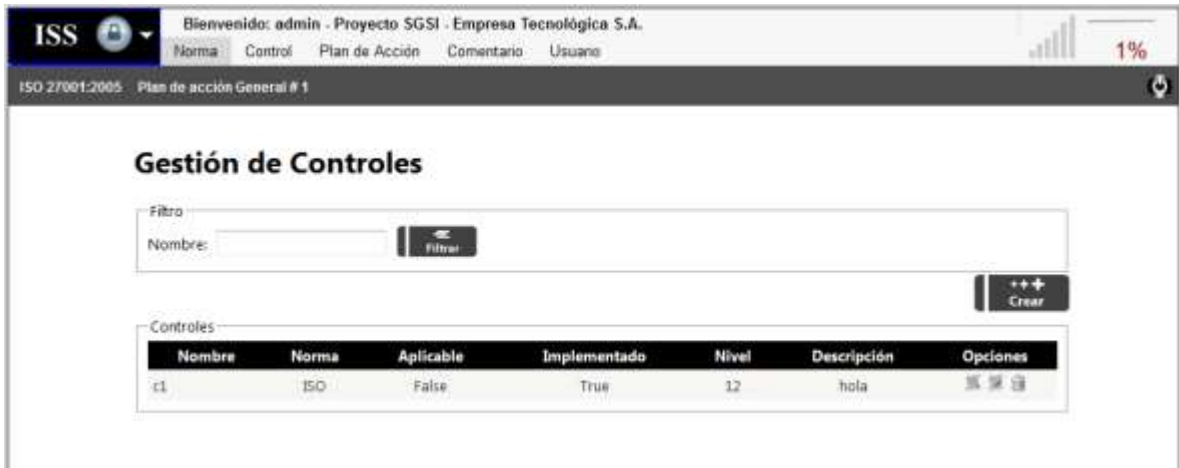 ISS
Bienvenido: admin - Proyecto SGSI - Empresa Tecnológica S.A.
Norma Control Plan de Acción Comentario Usuario
1%
ISO 27001:2005 Plan de acción General # 1
Gestión de Controles
Filtro
Nombre:
Filtrar
Crear
Controles
Nombre Norma Aplicable Implementado Nivel Descripción Opciones
c1 ISO False True 12 hola